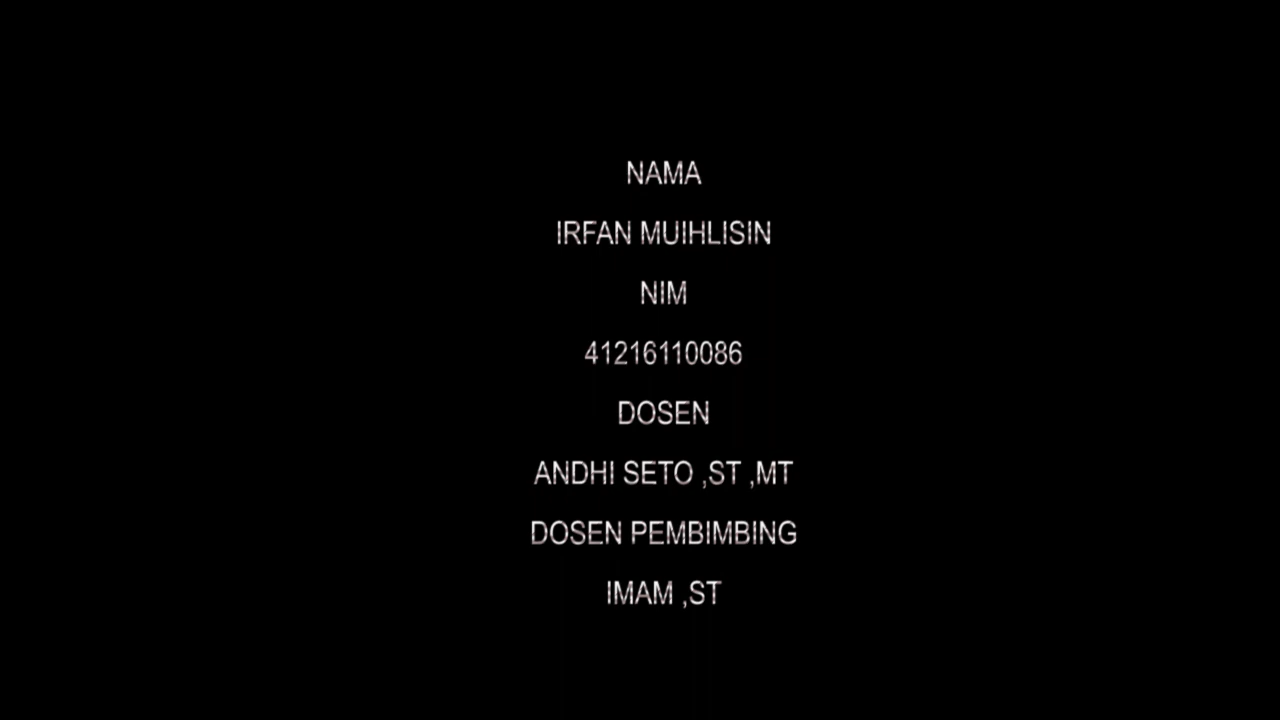 NAMA
IRFAN MUIHLISIN
NIM
41216110086
DOSEN
ANDHI SETO ,ST ,MT
DOSEN PEMBIMBING
IMAM ,ST